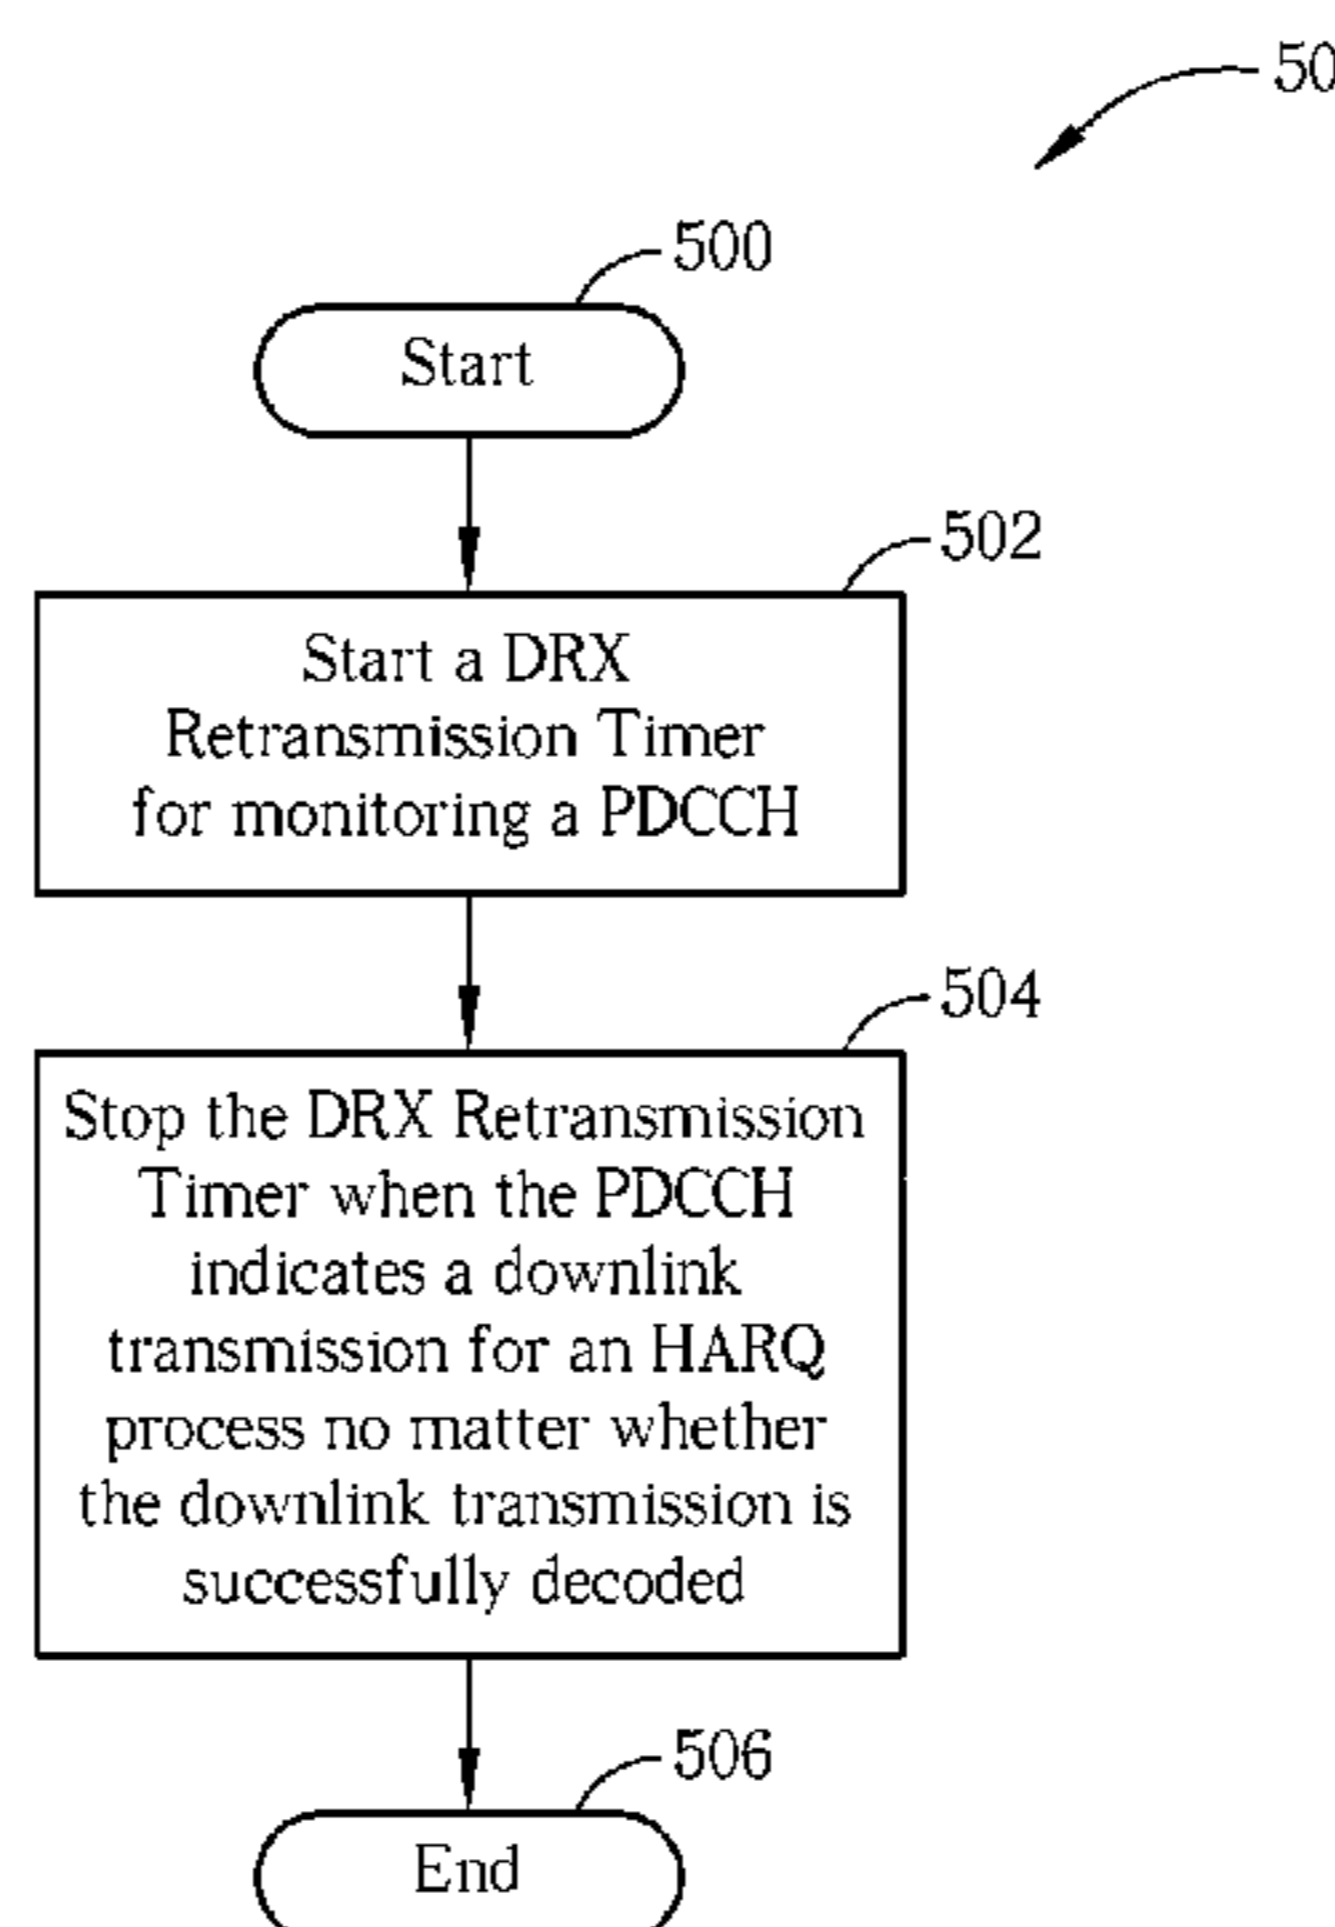 50
500
Start
502
Start a DRX
Retransmission Timer
for monitoring a PDCCH
504
Stop the DRX Retransmission
Timer when the PDCCH
indicates a downlink
transmission for an HARQ
process no matter whether
the downlink transmission is
successfully decoded
506
End